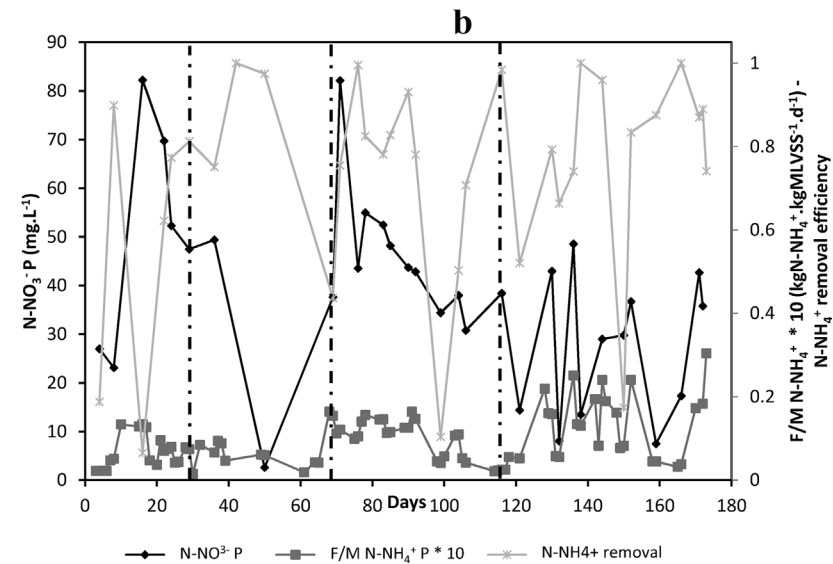 b
90
80
70
60
50
40
30
20
10
0
N-NO₃⁻ P (mg.L⁻¹)
0 20 40 60 80 100 120 140 160 180
Days
1
0.8
0.6
0.4
0.2
0
F/M N-NH₄⁺ * 10 (kgN-NH₄⁺.kgMLVSS⁻¹.d⁻¹) -
N-NH₄⁺ removal efficiency
N-NO³⁻ P F/M N-NH₄⁺ P * 10 N-NH4+ removal